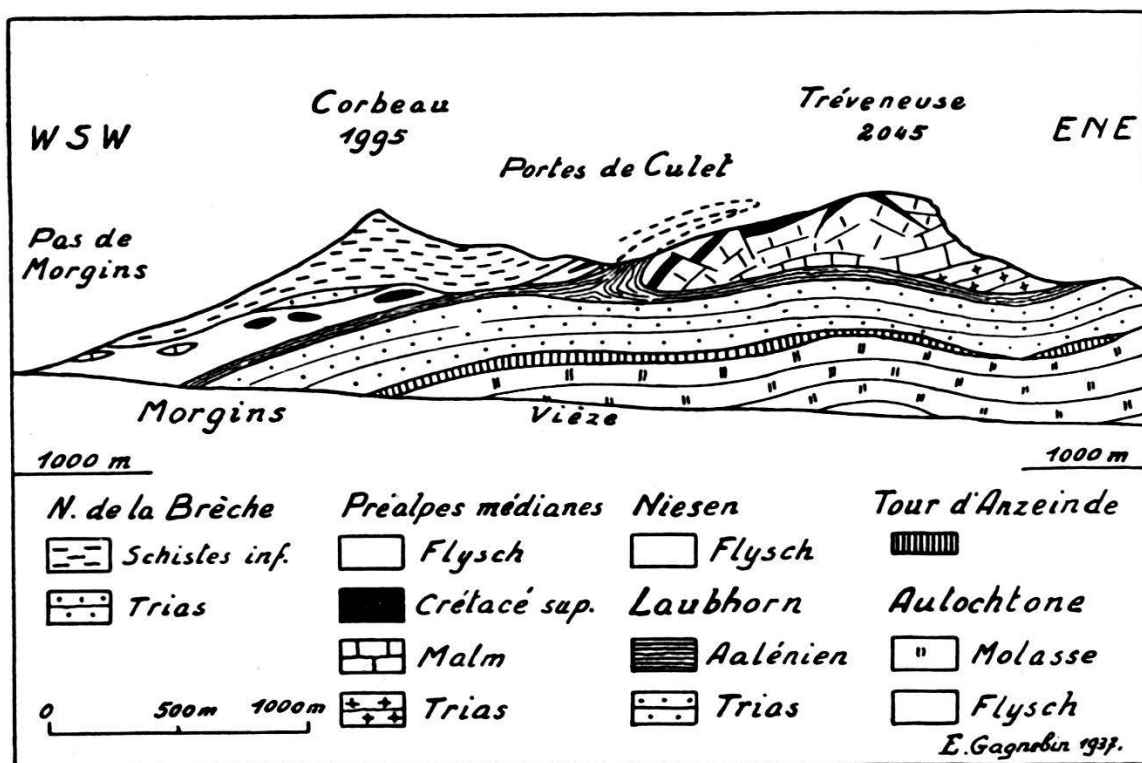 Corbeau
1995
Tréveneuse
2045
WSW
ENE
Portes de Culet
Pas de
Morgins
Morgins
Vièze
1000 m
1000 m
N. de la Brèche
Schistes inf.
Trias
Préalpes médianes
Flysch
Crétacé sup.
Malm
Trias
Niesen
Flysch
Laubhorn
Aalénien
Trias
Tour d'Anzeinde
Autochtone
Molasse
Flysch
0 500m 1000m
E. Gagnebin 1937.